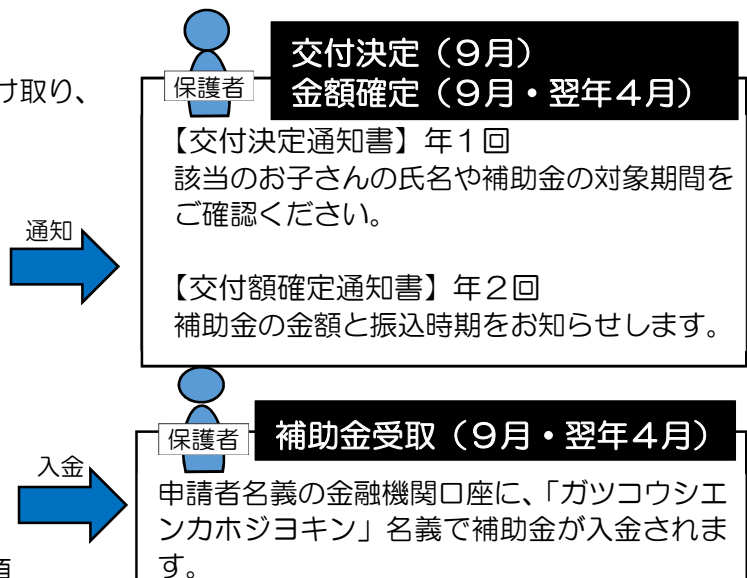 け取り、
保護者
交付決定（９月）
金額確定（９月・翌年４月）
【交付決定通知書】年１回
該当のお子さんの氏名や補助金の対象期間を
ご確認ください。
通知
【交付額確定通知書】年２回
補助金の金額と振込時期をお知らせします。
保護者
補助金受取（９月・翌年４月）
入金
申請者名義の金融機関口座に、「ガツコウシエ
ンカホジヨキン」名義で補助金が入金されま
す。